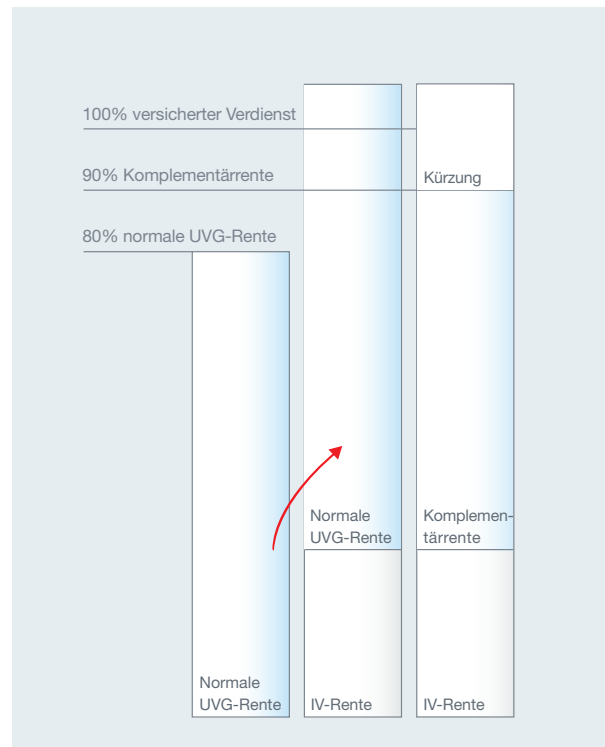 100% versicherter Verdienst
90% Komplementärrente
Kürzung
80% normale UVG-Rente
Normale
UVG-Rente
Komplemen-
tärrente
Normale
UVG-Rente
IV-Rente
IV-Rente